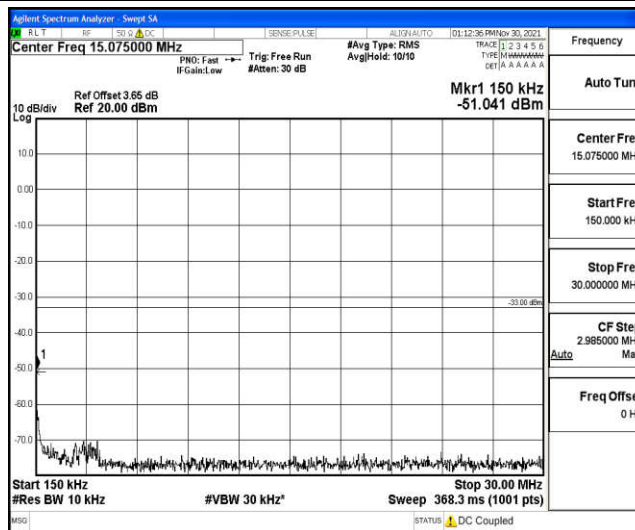 Agilent Spectrum Analyzer - Swept SA
RLT RF 50 Ω DC SENSE:PULSE ALIGN AUTO 01:12:36 PM Nov 30, 2021
Center Freq 15.075000 MHz
PNO: Fast
IFGain:Low
Trig: Free Run
#Atten: 30 dB
#Avg Type: RMS
Avg|Hold: 10/10
TRACE 1 2 3 4 5 6
TYPE M
DET A A A A A A
Ref Offset 3.65 dB
Ref 20.00 dBm
Mkr1 150 kHz
-51.041 dBm
10 dB/div
Log
10.0
0.00
-10.0
-20.0
-30.0
-33.00 dBm
-40.0
1
-50.0
-60.0
-70.0
Start 150 kHz
Stop 30.00 MHz
#Res BW 10 kHz
#VBW 30 kHz*
Sweep 368.3 ms (1001 pts)
MSG
STATUS DC Coupled
Frequency
Auto Tun
Center Fre
15.075000 MH
Start Fre
150.000 kH
Stop Fre
30.000000 MH
CF Ste
2.985000 MH
Auto Ma
Freq Offse
0 H